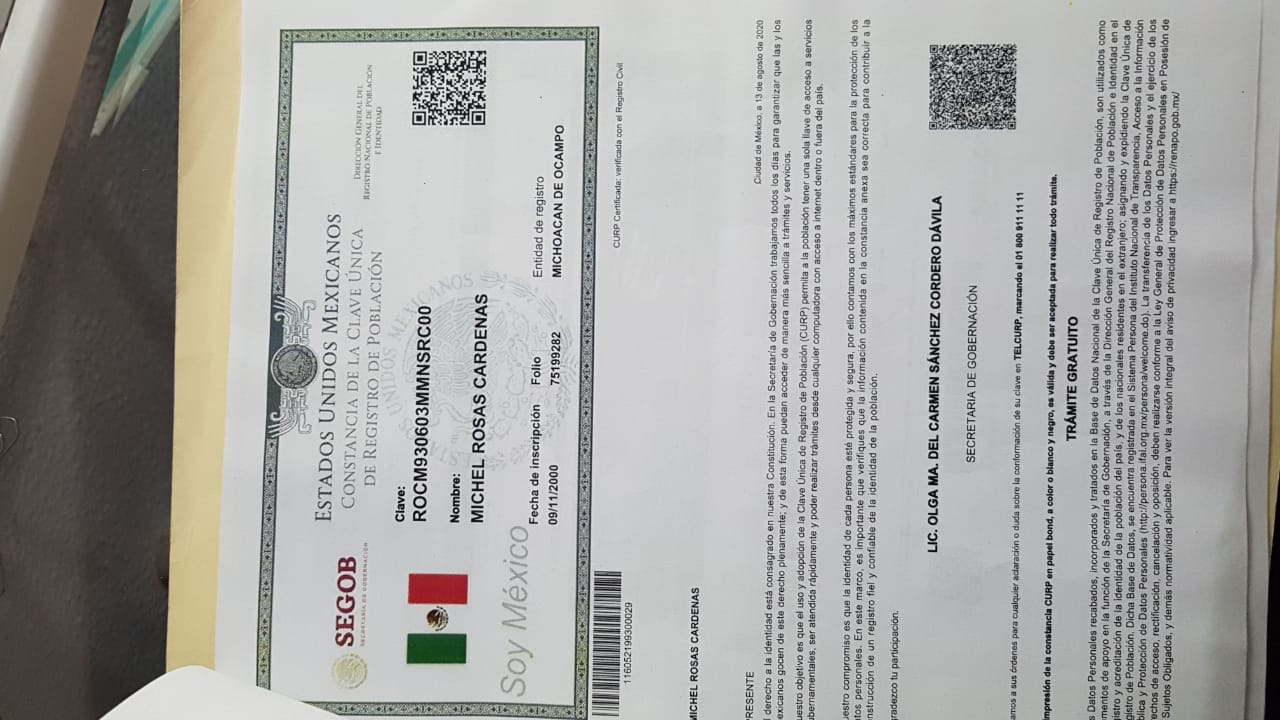 SEGOB
SECRETARÍA DE GOBERNACIÓN
ESTADOS UNIDOS MEXICANOS
CONSTANCIA DE LA CLAVE ÚNICA
DE REGISTRO DE POBLACIÓN
DIRECCIÓN GENERAL DEL
REGISTRO NACIONAL DE POBLACIÓN
E IDENTIDAD
Clave:
ROCM930603MMNSRC00
Nombre:
MICHEL ROSAS CARDENAS
Fecha de inscripción Folio Entidad de registro
09/11/2000 75199282 MICHOACAN DE OCAMPO
Soy México
116052199300029
CURP Certificada: verificada con el Registro Civil
MICHEL ROSAS CARDENAS
PRESENTE
Ciudad de México, a 13 de agosto de 2020
derecho a la identidad está consagrado en nuestra Constitución. En la Secretaría de Gobernación trabajamos todos los días para garantizar que las y los
exicanos gocen de este derecho plenamente; y de esta forma puedan acceder de manera más sencilla a trámites y servicios.
uestro objetivo es que el uso y adopción de la Clave Única de Registro de Población (CURP) permita a la población tener una sola llave de acceso a servicios
bernamentales, ser atendida rápidamente y poder realizar trámites desde cualquier computadora con acceso a internet dentro o fuera del país.
uestro compromiso es que la identidad de cada persona esté protegida y segura, por ello contamos con los máximos estándares para la protección de los
tos personales. En este marco, es importante que verifiques que la información contenida en la constancia anexa sea correcta para contribuir a la
nstrucción de un registro fiel y confiable de la identidad de la población.
radezco tu participación.
LIC. OLGA MA. DEL CARMEN SÁNCHEZ CORDERO DÁVILA
SECRETARIA DE GOBERNACIÓN
amos a sus órdenes para cualquier aclaración o duda sobre la conformación de su clave en TELCURP, marcando el 01 800 911 11 11
impresión de la constancia CURP en papel bond, a color o blanco y negro, es válida y debe ser aceptada para realizar todo trámite.
TRÁMITE GRATUITO
s Datos Personales recabados, incorporados y tratados en la Base de Datos Nacional de la Clave Única de Registro de Población, son utilizados como
mentos de apoyo en la función de la Secretaría de Gobernación, a través de la Dirección General del Registro Nacional de Población e Identidad en el
gistro y acreditación de la identidad de la población del país, y de los nacionales residentes en el extranjero; asignando y expidiendo la Clave Única de
gistro de Población. Dicha Base de Datos, se encuentra registrada en el Sistema Persona del Instituto Nacional de Transparencia, Acceso a la Información
blica y Protección de Datos Personales (http://persona.ifai.org.mx/persona/welcome.do). La transferencia de los Datos Personales y el ejercicio de los
chos de acceso, rectificación, cancelación y oposición, deben realizarse conforme a la Ley General de Protección de Datos Personales en Posesión de
Sujetos Obligados, y demás normatividad aplicable. Para ver la versión integral del aviso de privacidad ingresar a https://renapo.gob.mx/